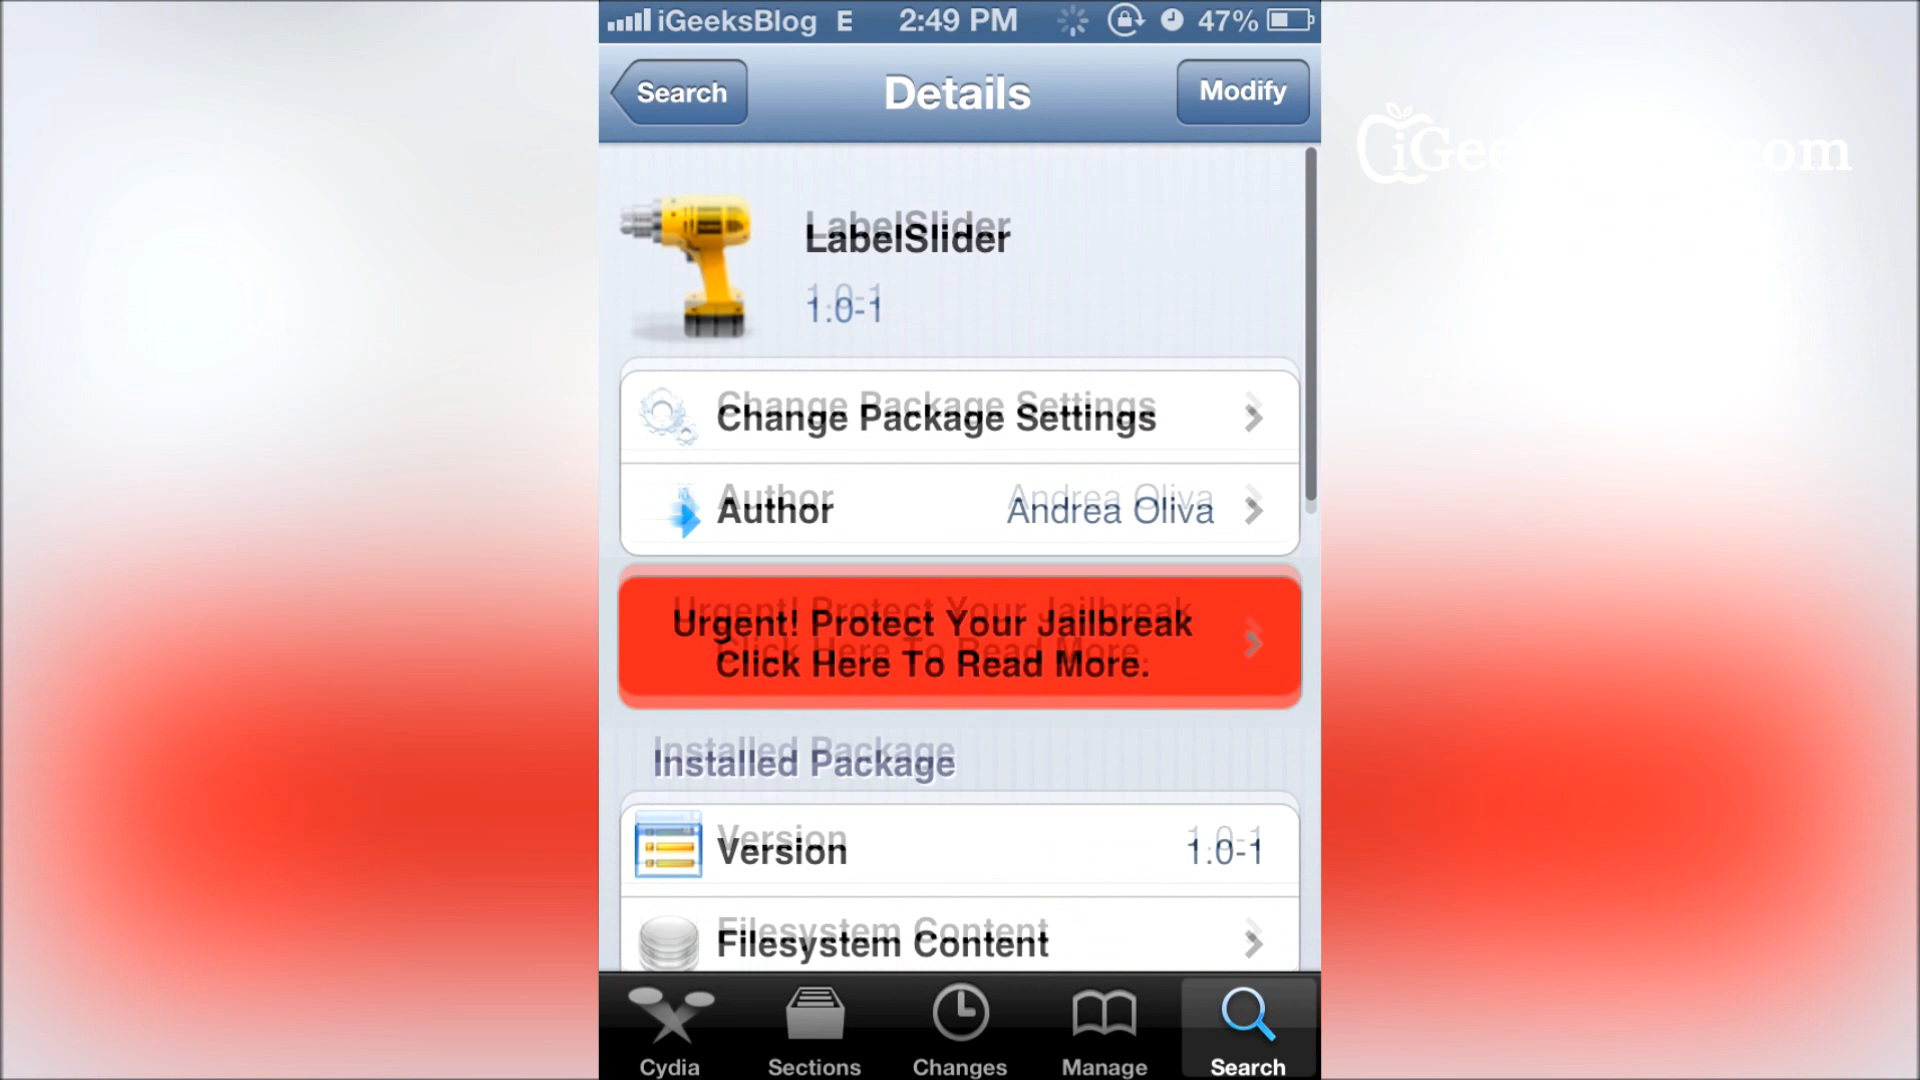 iGeeksBlog E 2:49 PM 47%
Search Details Modify
LabelSlider
1.0-1
Change Package Settings
Author Andrea Oliva
Urgent! Protect Your Jailbreak
Click Here To Read More.
Installed Package
Version 1.0-1
Filesystem Content
Cydia Sections Changes Manage Search